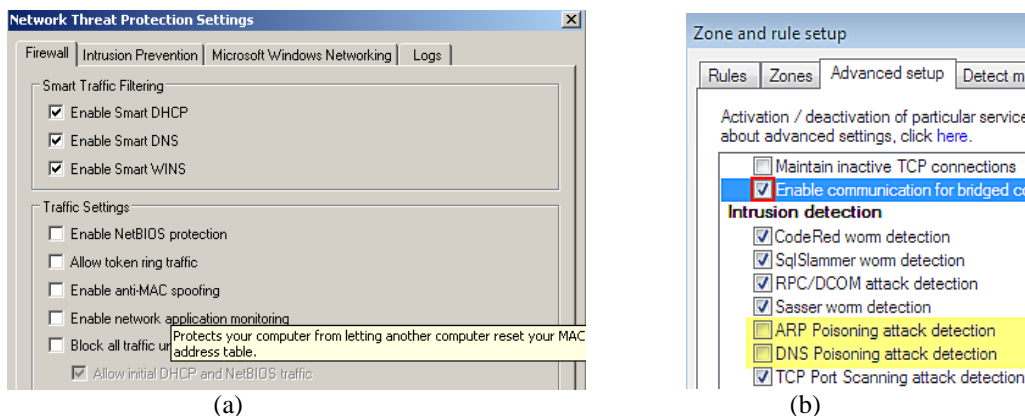 Network Threat Protection Settings
Firewall Intrusion Prevention Microsoft Windows Networking Logs
Smart Traffic Filtering
Enable Smart DHCP
Enable Smart DNS
Enable Smart WINS
Traffic Settings
Enable NetBIOS protection
Allow token ring traffic
Enable anti-MAC spoofing
Enable network application monitoring
Block all traffic
Protects your computer from letting another computer reset your MAC
address table.
Allow initial DHCP and NetBIOS traffic
(a)
Zone and rule setup
Rules Zones Advanced setup Detect m
Activation / deactivation of particular service
about advanced settings, click here.
Maintain inactive TCP connections
Enable communication for bridged co
Intrusion detection
CodeRed worm detection
SqlSlammer worm detection
RPC/DCOM attack detection
Sasser worm detection
ARP Poisoning attack detection
DNS Poisoning attack detection
TCP Port Scanning attack detection
(b)